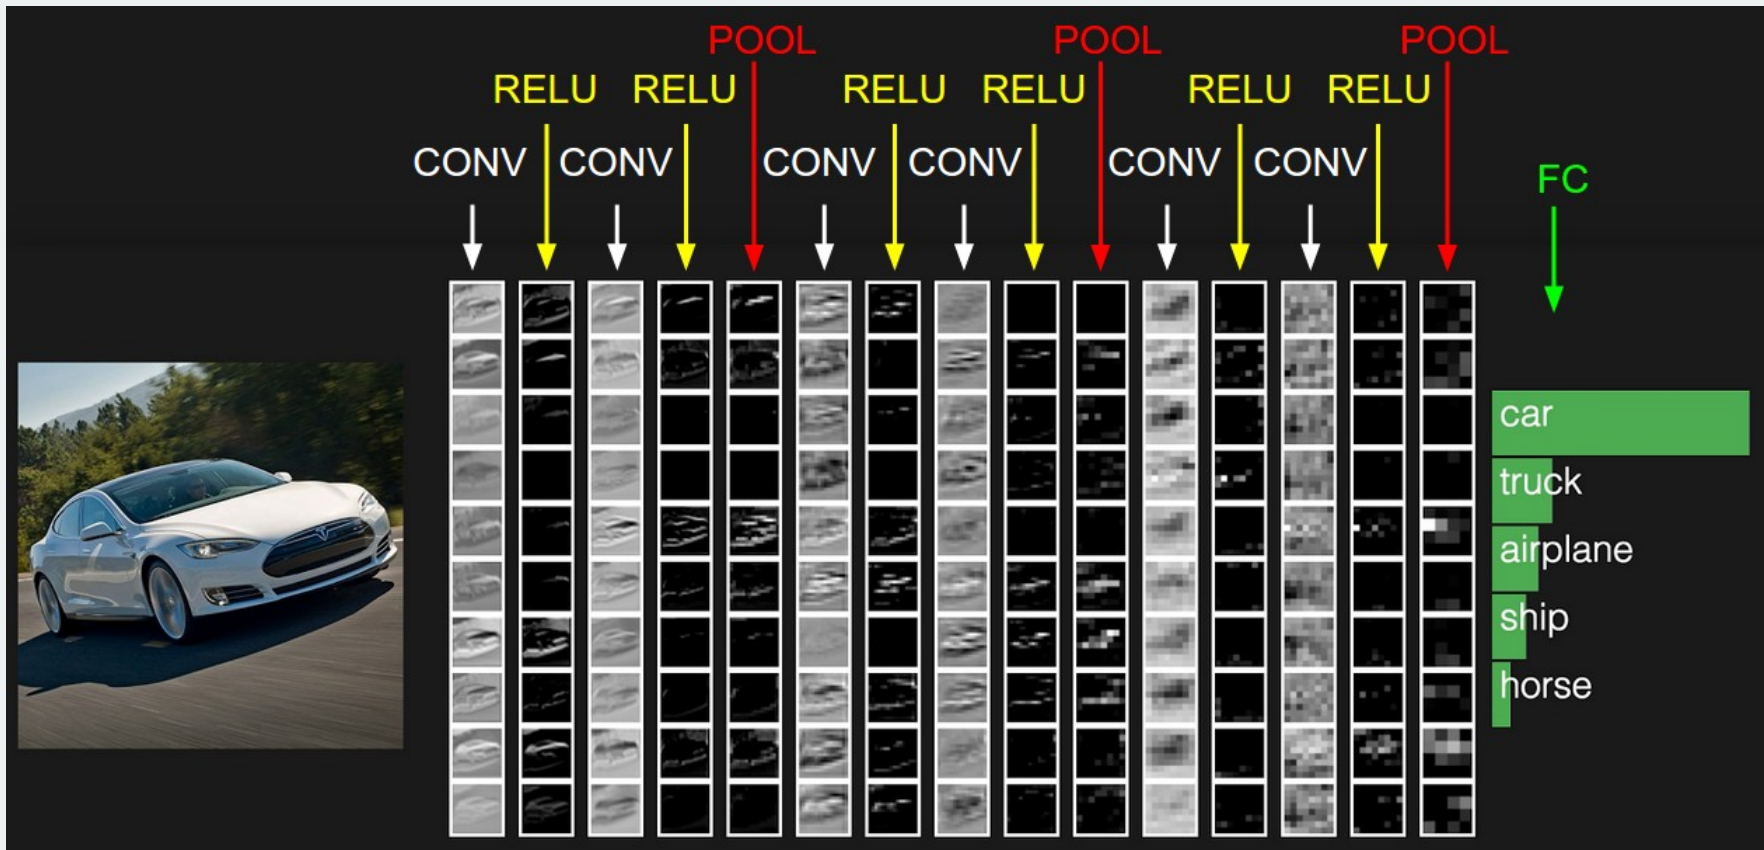 POOL POOL POOL
RELU RELU RELU RELU RELU RELU
CONV CONV CONV CONV CONV CONV
FC
car
truck
airplane
ship
horse